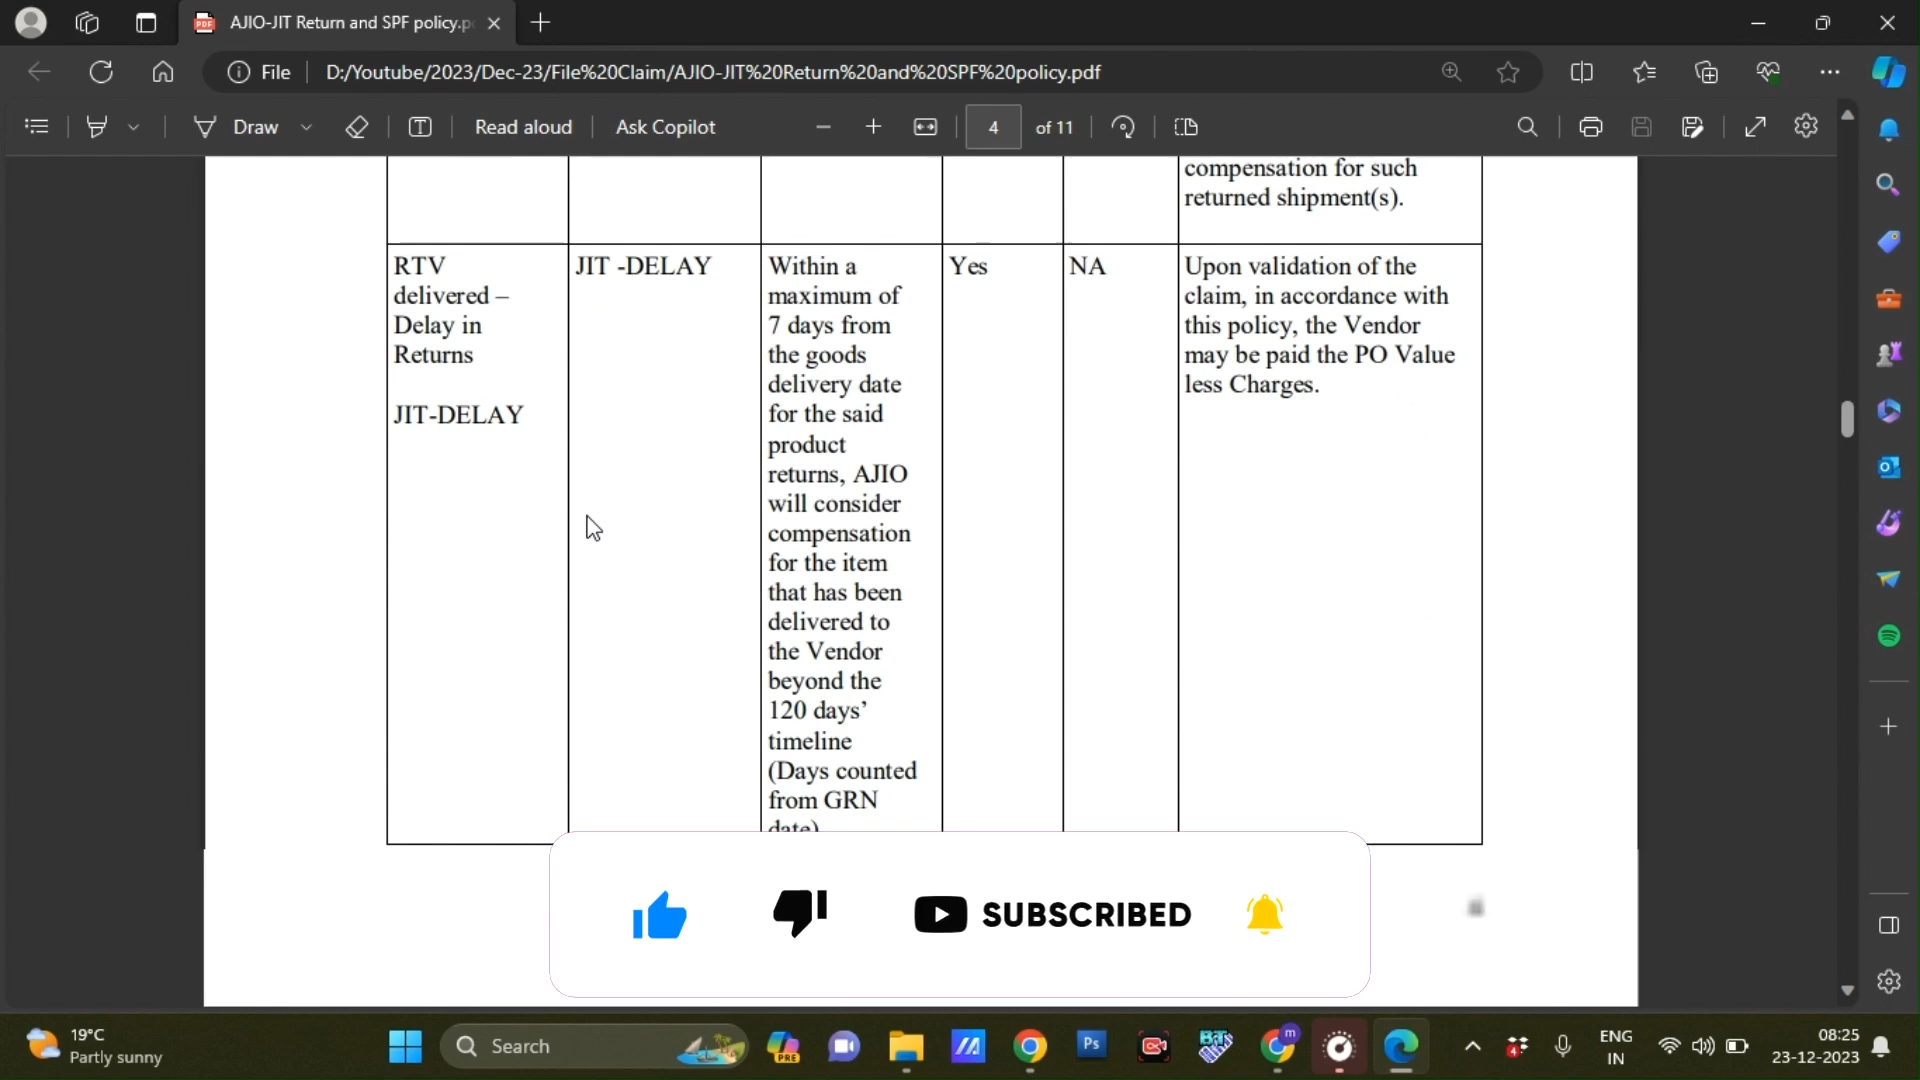 AJIO-JIT Return and SPF policy.p
File
D:/Youtube/2023/Dec-23/File%20Claim/AJIO-JIT%20Return%20and%20SPF%20policy.pdf
Draw
Read aloud
Ask Copilot
4
of 11
compensation for such
returned shipment(s).
RTV
delivered –
Delay in
Returns
JIT-DELAY
JIT -DELAY
Within a
maximum of
7 days from
the goods
delivery date
for the said
product
returns, AJIO
will consider
compensation
for the item
that has been
delivered to
the Vendor
beyond the
120 days’
timeline
(Days counted
from GRN
date)
Yes
NA
Upon validation of the
claim, in accordance with
this policy, the Vendor
may be paid the PO Value
less Charges.
SUBSCRIBED
19°C
Partly sunny
Search
PRE
Ps
m
4
ENG
IN
08:25
23-12-2023